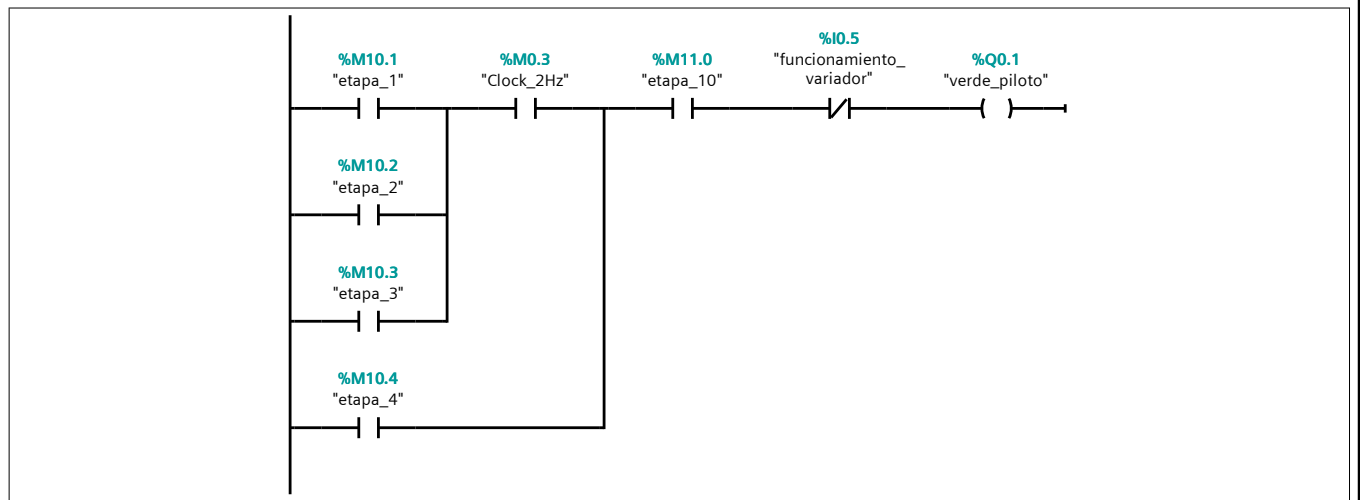 %M10.1
"etapa_1"
%M0.3
"Clock_2Hz"
%M11.0
"etapa_10"
%I0.5
"funcionamiento_
variador"
%Q0.1
"verde_piloto"
%M10.2
"etapa_2"
%M10.3
"etapa_3"
%M10.4
"etapa_4"